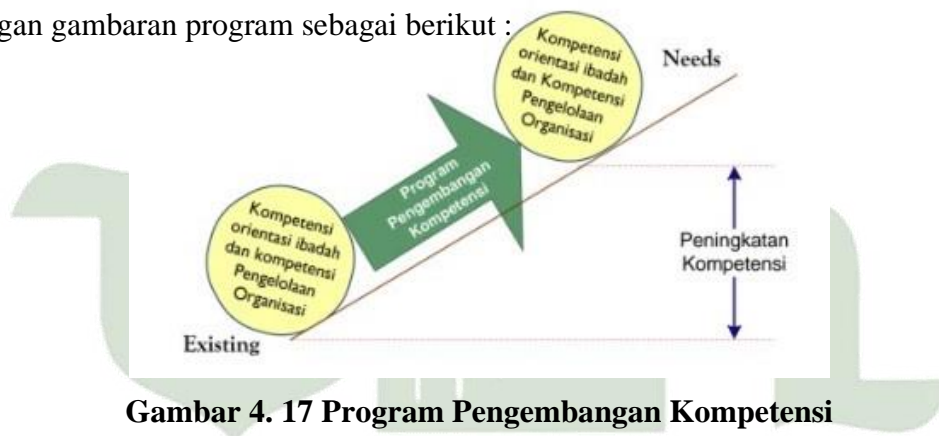 gan gambaran program sebagai berikut :
Kompetensi
orientasi ibadah
dan Kompetensi
Pengelolaan
Organisasi
Needs
Program
Pengembangan
Kompetensi
Kompetensi
orientasi ibadah
dan kompetensi
Pengelolaan
Organisasi
Peningkatan
Kompetensi
Existing
Gambar 4. 17 Program Pengembangan Kompetensi